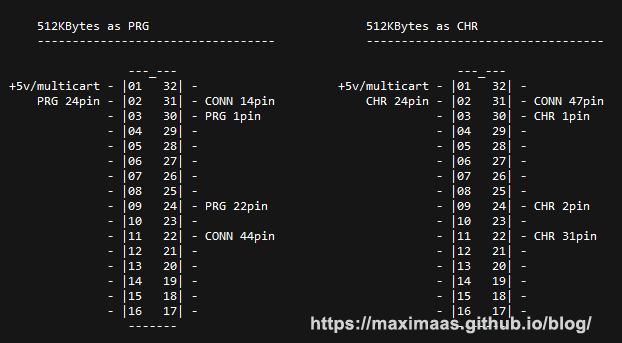 512KBytes as PRG                                512KBytes as CHR
---------------------------------               ---------------------------------
             ---_---                                         ---_---
+5v/multicart - |01   32| -                     +5v/multicart - |01   32| -
    PRG 24pin - |02   31| - CONN 14pin              CHR 24pin - |02   31| - CONN 47pin
              - |03   30| - PRG 1pin                          - |03   30| - CHR 1pin
              - |04   29| -                                   - |04   29| -
              - |05   28| -                                   - |05   28| -
              - |06   27| -                                   - |06   27| -
              - |07   26| -                                   - |07   26| -
              - |08   25| -                                   - |08   25| -
              - |09   24| - PRG 22pin                         - |09   24| - CHR 2pin
              - |10   23| -                                   - |10   23| -
              - |11   22| - CONN 44pin                        - |11   22| - CHR 31pin
              - |12   21| -                                   - |12   21| -
              - |13   20| -                                   - |13   20| -
              - |14   19| -                                   - |14   19| -
              - |15   18| -                                   - |15   18| -
              - |16   17| -                                   - |16   17| -
             -------                                         -------
https://maximaas.github.io/blog/